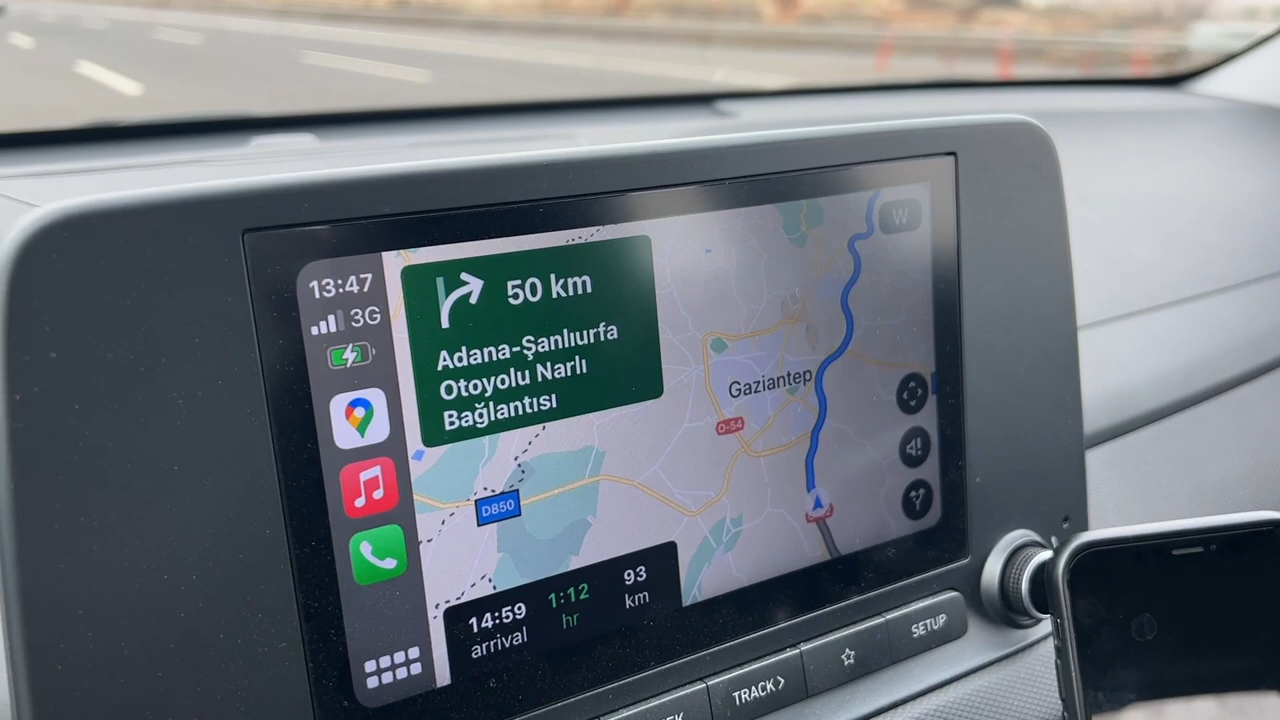 13:47
3G
50 km
Adana-Şanlıurfa
Otoyolu Narlı
Bağlantısı
W
Gaziantep
O-54
D850
14:59
arrival
1:12
hr
93
km
TRACK
SETUP